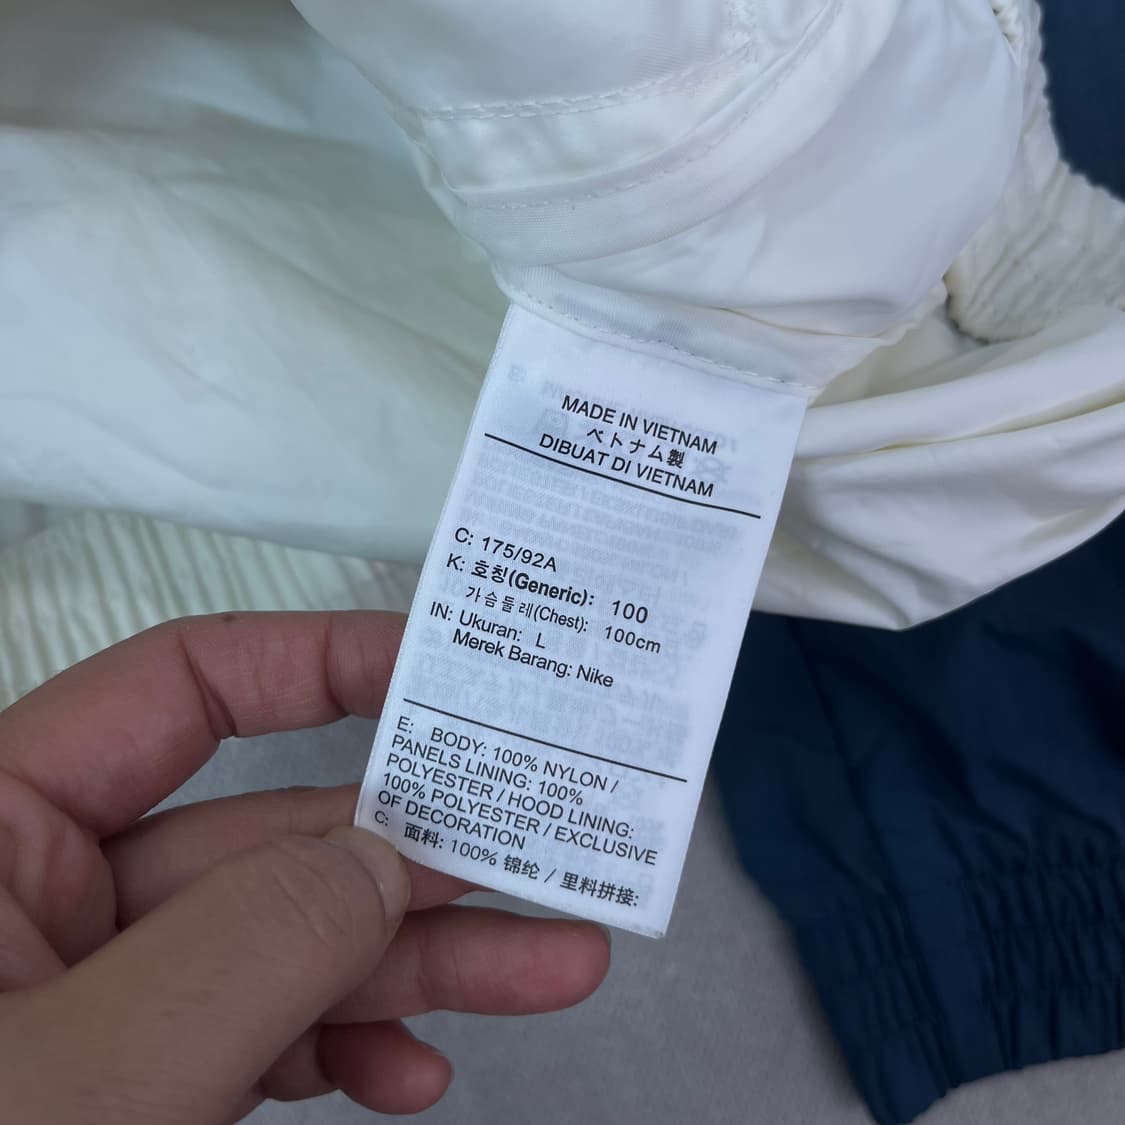 MADE IN VIETNAM
ベトナム製
DIBUAT DI VIETNAM
C: 175/92A
K: 호칭(Generic): 100
가슴둘레(Chest): 100cm
IN: Ukuran: L
Merek Barang: Nike
E: BODY: 100% NYLON /
PANELS LINING: 100%
POLYESTER / HOOD LINING:
100% POLYESTER / EXCLUSIVE
OF DECORATION
C: 面料: 100% 锦纶 / 里料拼接: